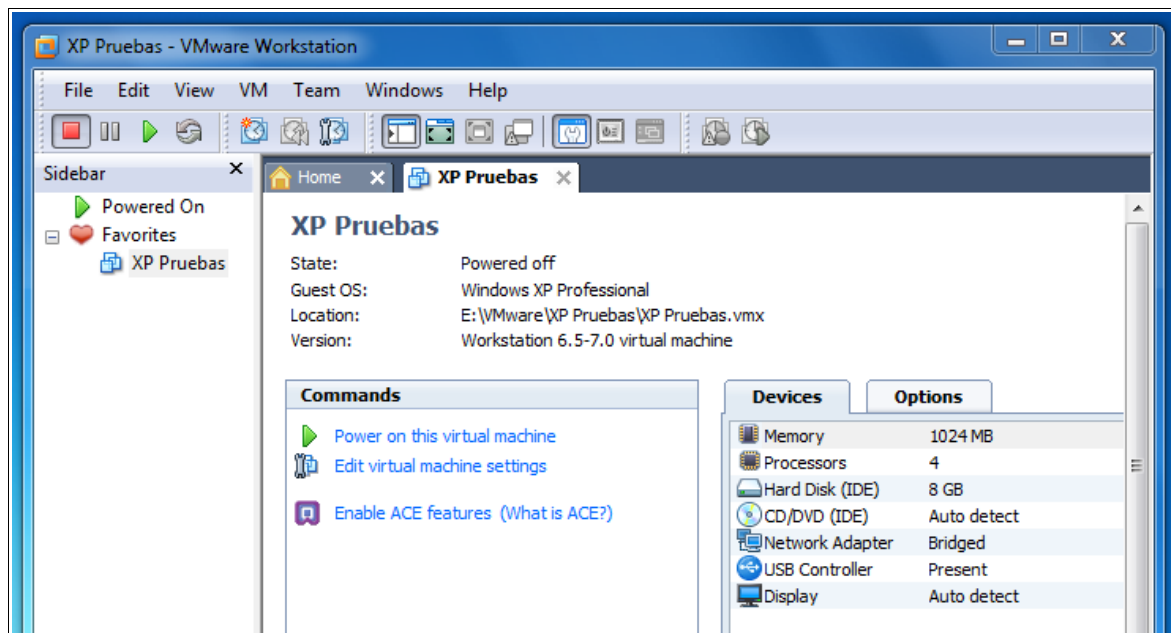 XP Pruebas - VMware Workstation
File Edit View VM Team Windows Help
Sidebar
Powered On
Favorites
XP Pruebas
Home XP Pruebas
XP Pruebas
State: Powered off
Guest OS: Windows XP Professional
Location: E:\VMware\XP Pruebas\XP Pruebas.vmx
Version: Workstation 6.5-7.0 virtual machine
Commands
Power on this virtual machine
Edit virtual machine settings
Enable ACE features (What is ACE?)
Devices Options
Memory 1024 MB
Processors 4
Hard Disk (IDE) 8 GB
CD/DVD (IDE) Auto detect
Network Adapter Bridged
USB Controller Present
Display Auto detect